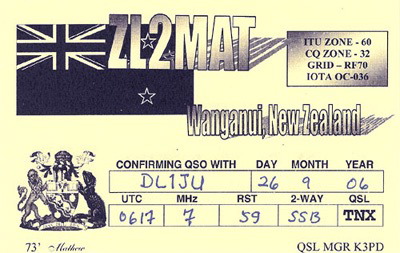 ZL2MAT
ITU ZONE - 60
CQ ZONE - 32
GRID – RF70
IOTA OC-036
Wanganui, New Zealand
CONFIRMING QSO WITH DAY MONTH YEAR
DL1JU 26 9 06
UTC MHz RST 2-WAY QSL
0617 7 59 SSB TNX
73' Mathew QSL MGR K3PD